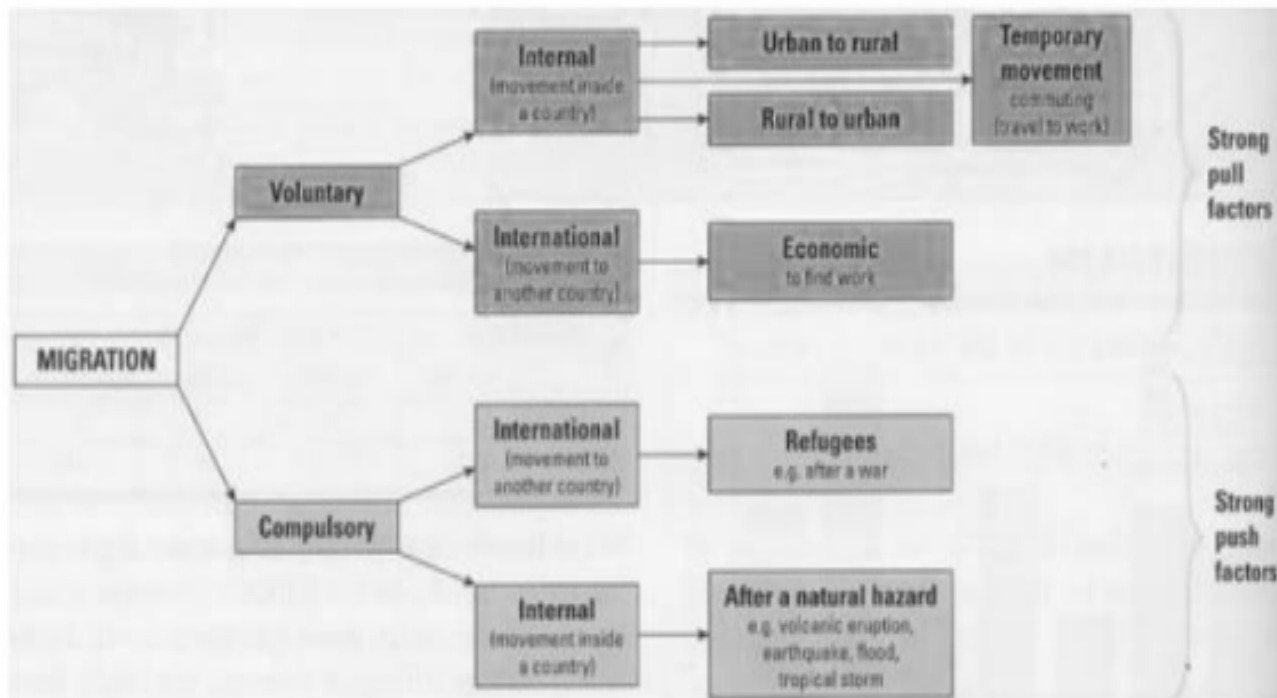 Internal
(movement inside
a country)
Urban to rural
Rural to urban
Temporary
movement
commuting
(travel to work)
Strong
pull
factors
Voluntary
International
(movement to
another country)
Economic
to find work
MIGRATION
International
(movement to
another country)
Refugees
e.g. after a war
Compulsory
Strong
push
factors
Internal
(movement inside
a country)
After a natural hazard
e.g. volcanic eruption,
earthquake, flood,
tropical storm